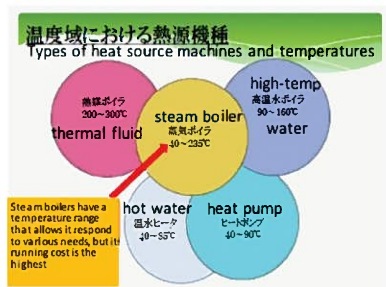 温度域における熱源機種
Types of heat source machines and temperatures
熱媒ボイラ
200~300℃
thermal fluid
steam boiler
蒸気ボイラ
40~235℃
high-temp
高温水ボイラ
90~160℃
water
Steam boilers have a
temperature range
that allows it respond
to various needs, but its
running cost is the
highest
hot water
温水ヒータ
40~85℃
heat pump
ヒートポンプ
40~90℃